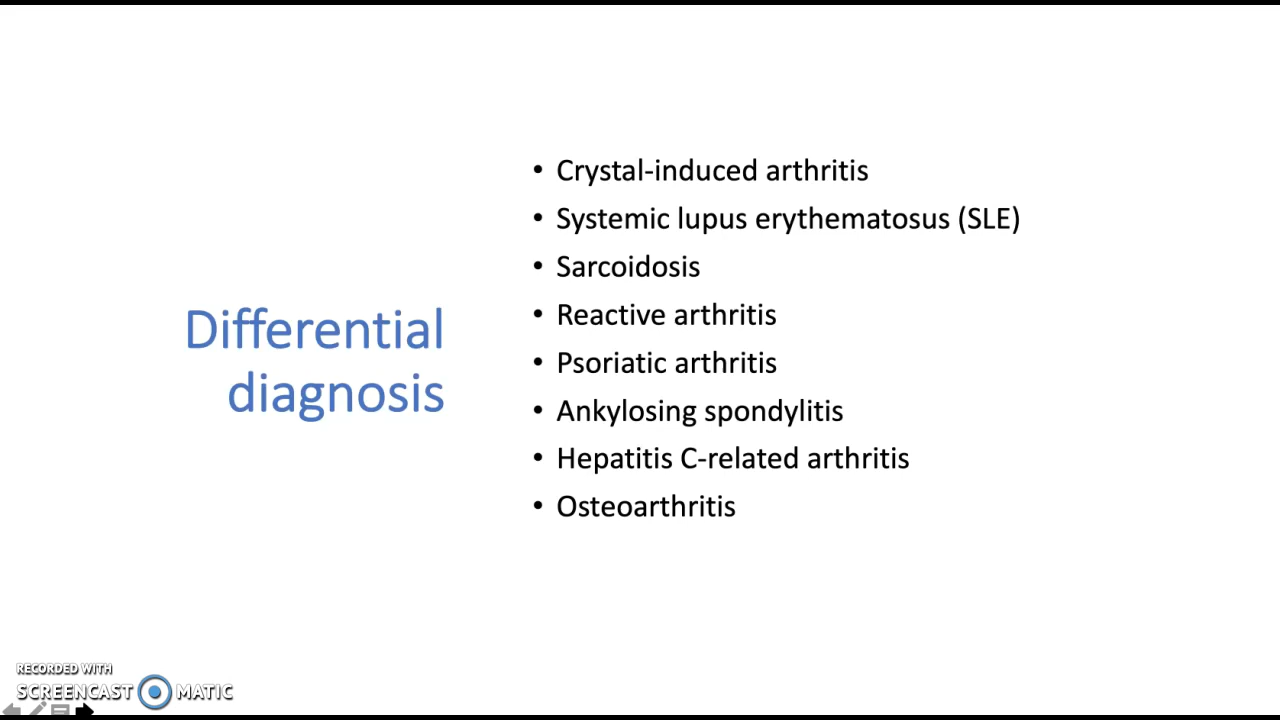 Differential
diagnosis
• Crystal-induced arthritis
• Systemic lupus erythematosus (SLE)
• Sarcoidosis
• Reactive arthritis
• Psoriatic arthritis
• Ankylosing spondylitis
• Hepatitis C-related arthritis
• Osteoarthritis
RECORDED WITH
SCREENCAST MATIC